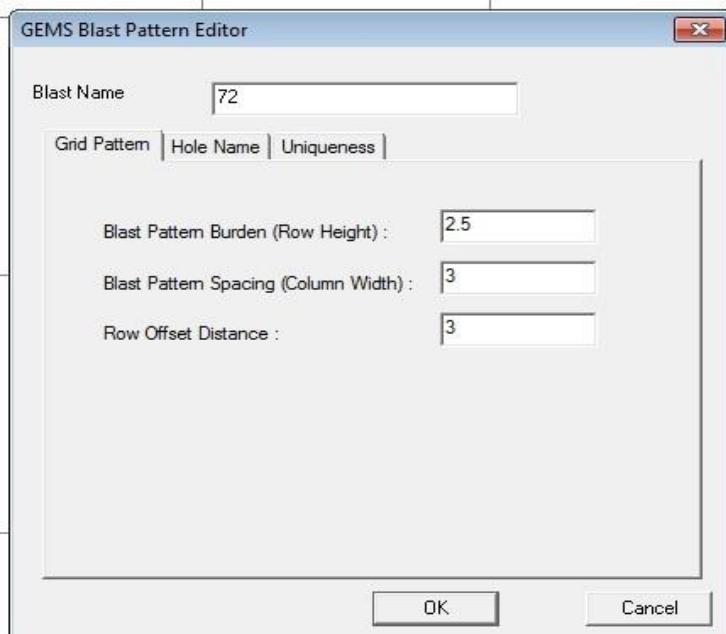 GEMS Blast Pattern Editor
Blast Name 72
Grid Pattern Hole Name Uniqueness
Blast Pattern Burden (Row Height) : 2.5
Blast Pattern Spacing (Column Width) : 3
Row Offset Distance : 3
OK Cancel